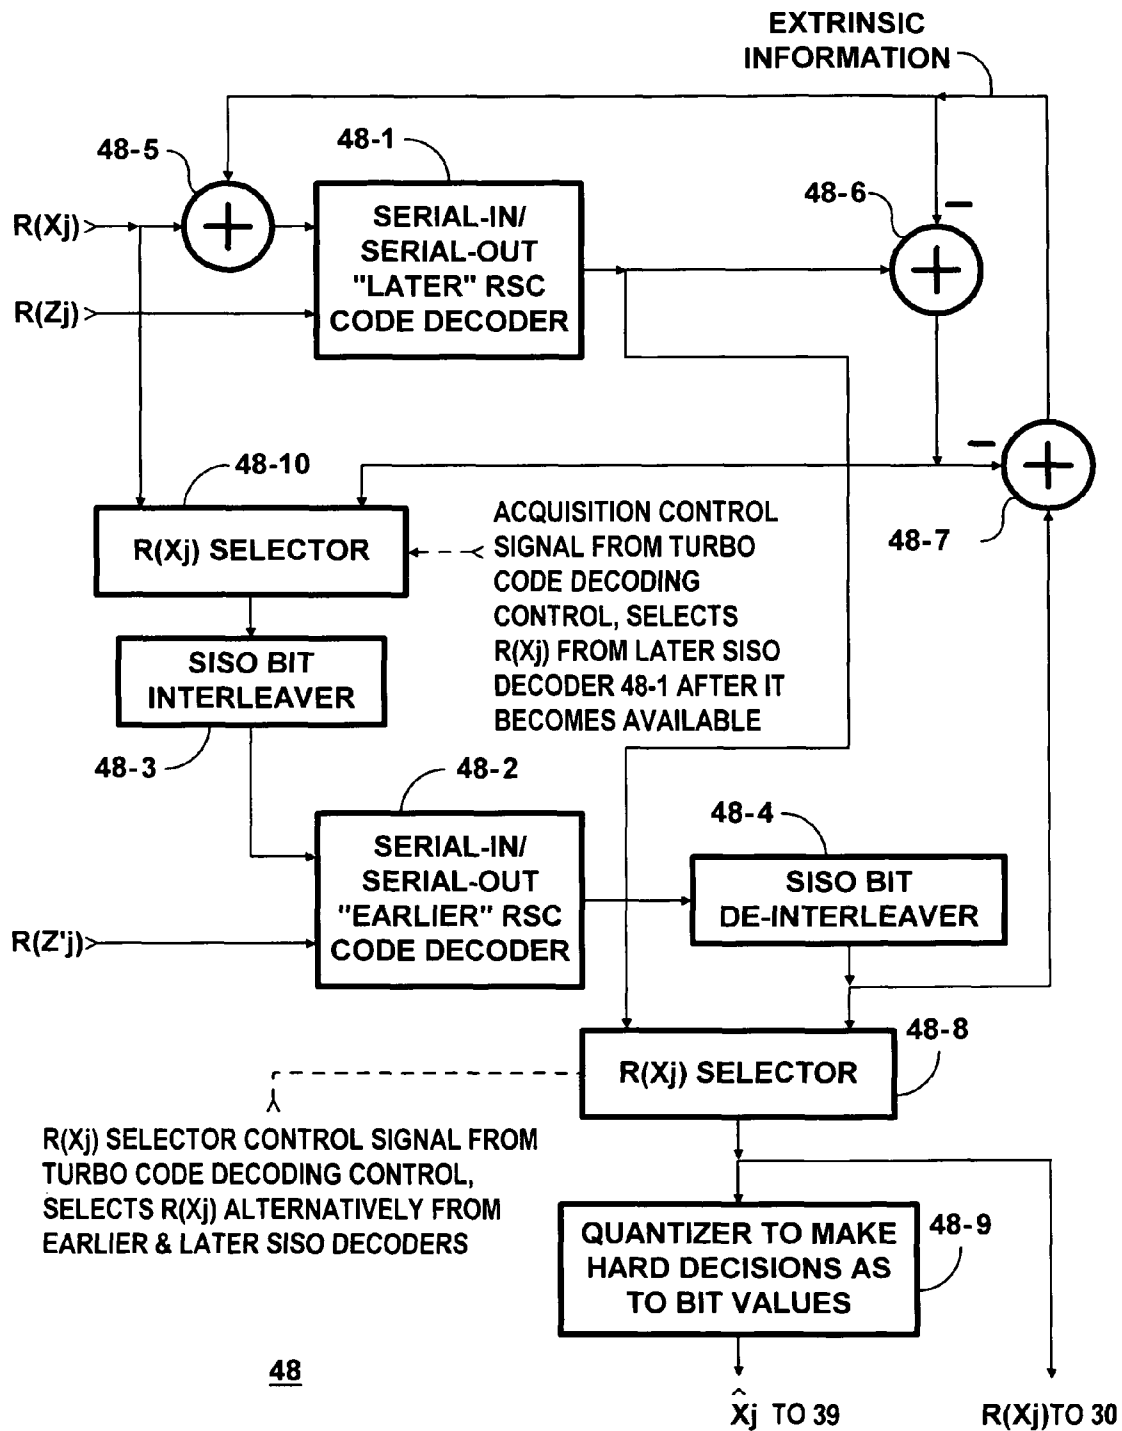 EXTRINSIC
INFORMATION
48-5
48-1
48-6
R(Xj)
R(Zj)
SERIAL-IN/
SERIAL-OUT
"LATER" RSC
CODE DECODER
48-10
48-7
R(Xj) SELECTOR
ACQUISITION CONTROL
SIGNAL FROM TURBO
CODE DECODING
CONTROL, SELECTS
R(Xj) FROM LATER SISO
DECODER 48-1 AFTER IT
BECOMES AVAILABLE
SISO BIT
INTERLEAVER
48-3
48-2
48-4
SERIAL-IN/
SERIAL-OUT
"EARLIER" RSC
CODE DECODER
SISO BIT
DE-INTERLEAVER
R(Z'j)
48-8
R(Xj) SELECTOR
R(Xj) SELECTOR CONTROL SIGNAL FROM
TURBO CODE DECODING CONTROL,
SELECTS R(Xj) ALTERNATIVELY FROM
EARLIER & LATER SISO DECODERS
QUANTIZER TO MAKE
HARD DECISIONS AS
TO BIT VALUES
48-9
48
X̂j TO 39
R(Xj)TO 30